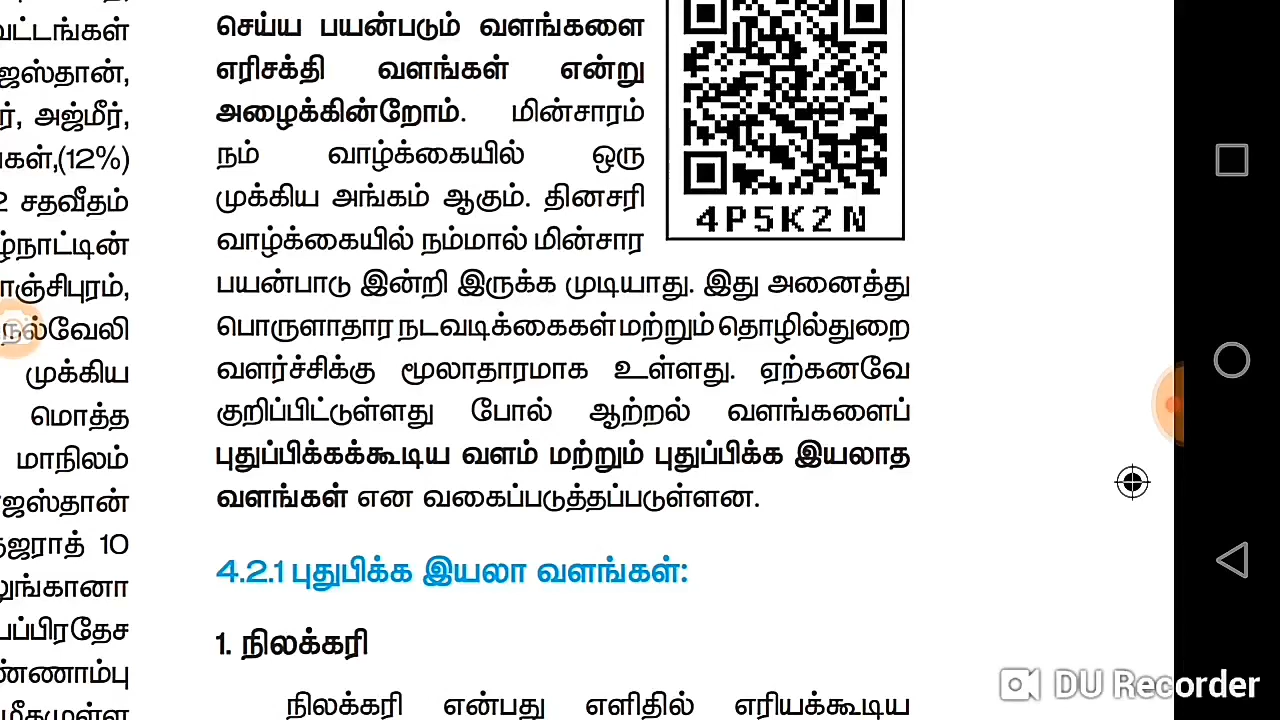 வட்டங்கள்
ஜஸ்தான்,
ர், அஜ்மீர்,
கள்,(12%)
2 சதவீதம்
ழ்நாட்டின்
ாஞ்சிபுரம்,
நல்வேலி
முக்கிய
மொத்த
மாநிலம்
ஜஸ்தான்
ஜராத் 10
லுங்கானா
யப்பிரதேச
ண்ணாம்பு
செய்ய பயன்படும் வளங்களை
எரிசக்தி வளங்கள் என்று
அழைக்கின்றோம். மின்சாரம்
நம் வாழ்க்கையில் ஒரு
முக்கிய அங்கம் ஆகும். தினசரி
வாழ்க்கையில் நம்மால் மின்சார
பயன்பாடு இன்றி இருக்க முடியாது. இது அனைத்து
பொருளாதார நடவடிக்கைகள் மற்றும் தொழில்துறை
வளர்ச்சிக்கு மூலாதாரமாக உள்ளது. ஏற்கனவே
குறிப்பிட்டுள்ளது போல் ஆற்றல் வளங்களைப்
புதுப்பிக்கக்கூடிய வளம் மற்றும் புதுப்பிக்க இயலாத
வளங்கள் என வகைப்படுத்தப்படுள்ளன.
4.2.1 புதுபிக்க இயலா வளங்கள்:
1. நிலக்கரி
நிலக்கரி என்பது எளிதில் எரியக்கூடிய
4P5K2N
DU Recorder